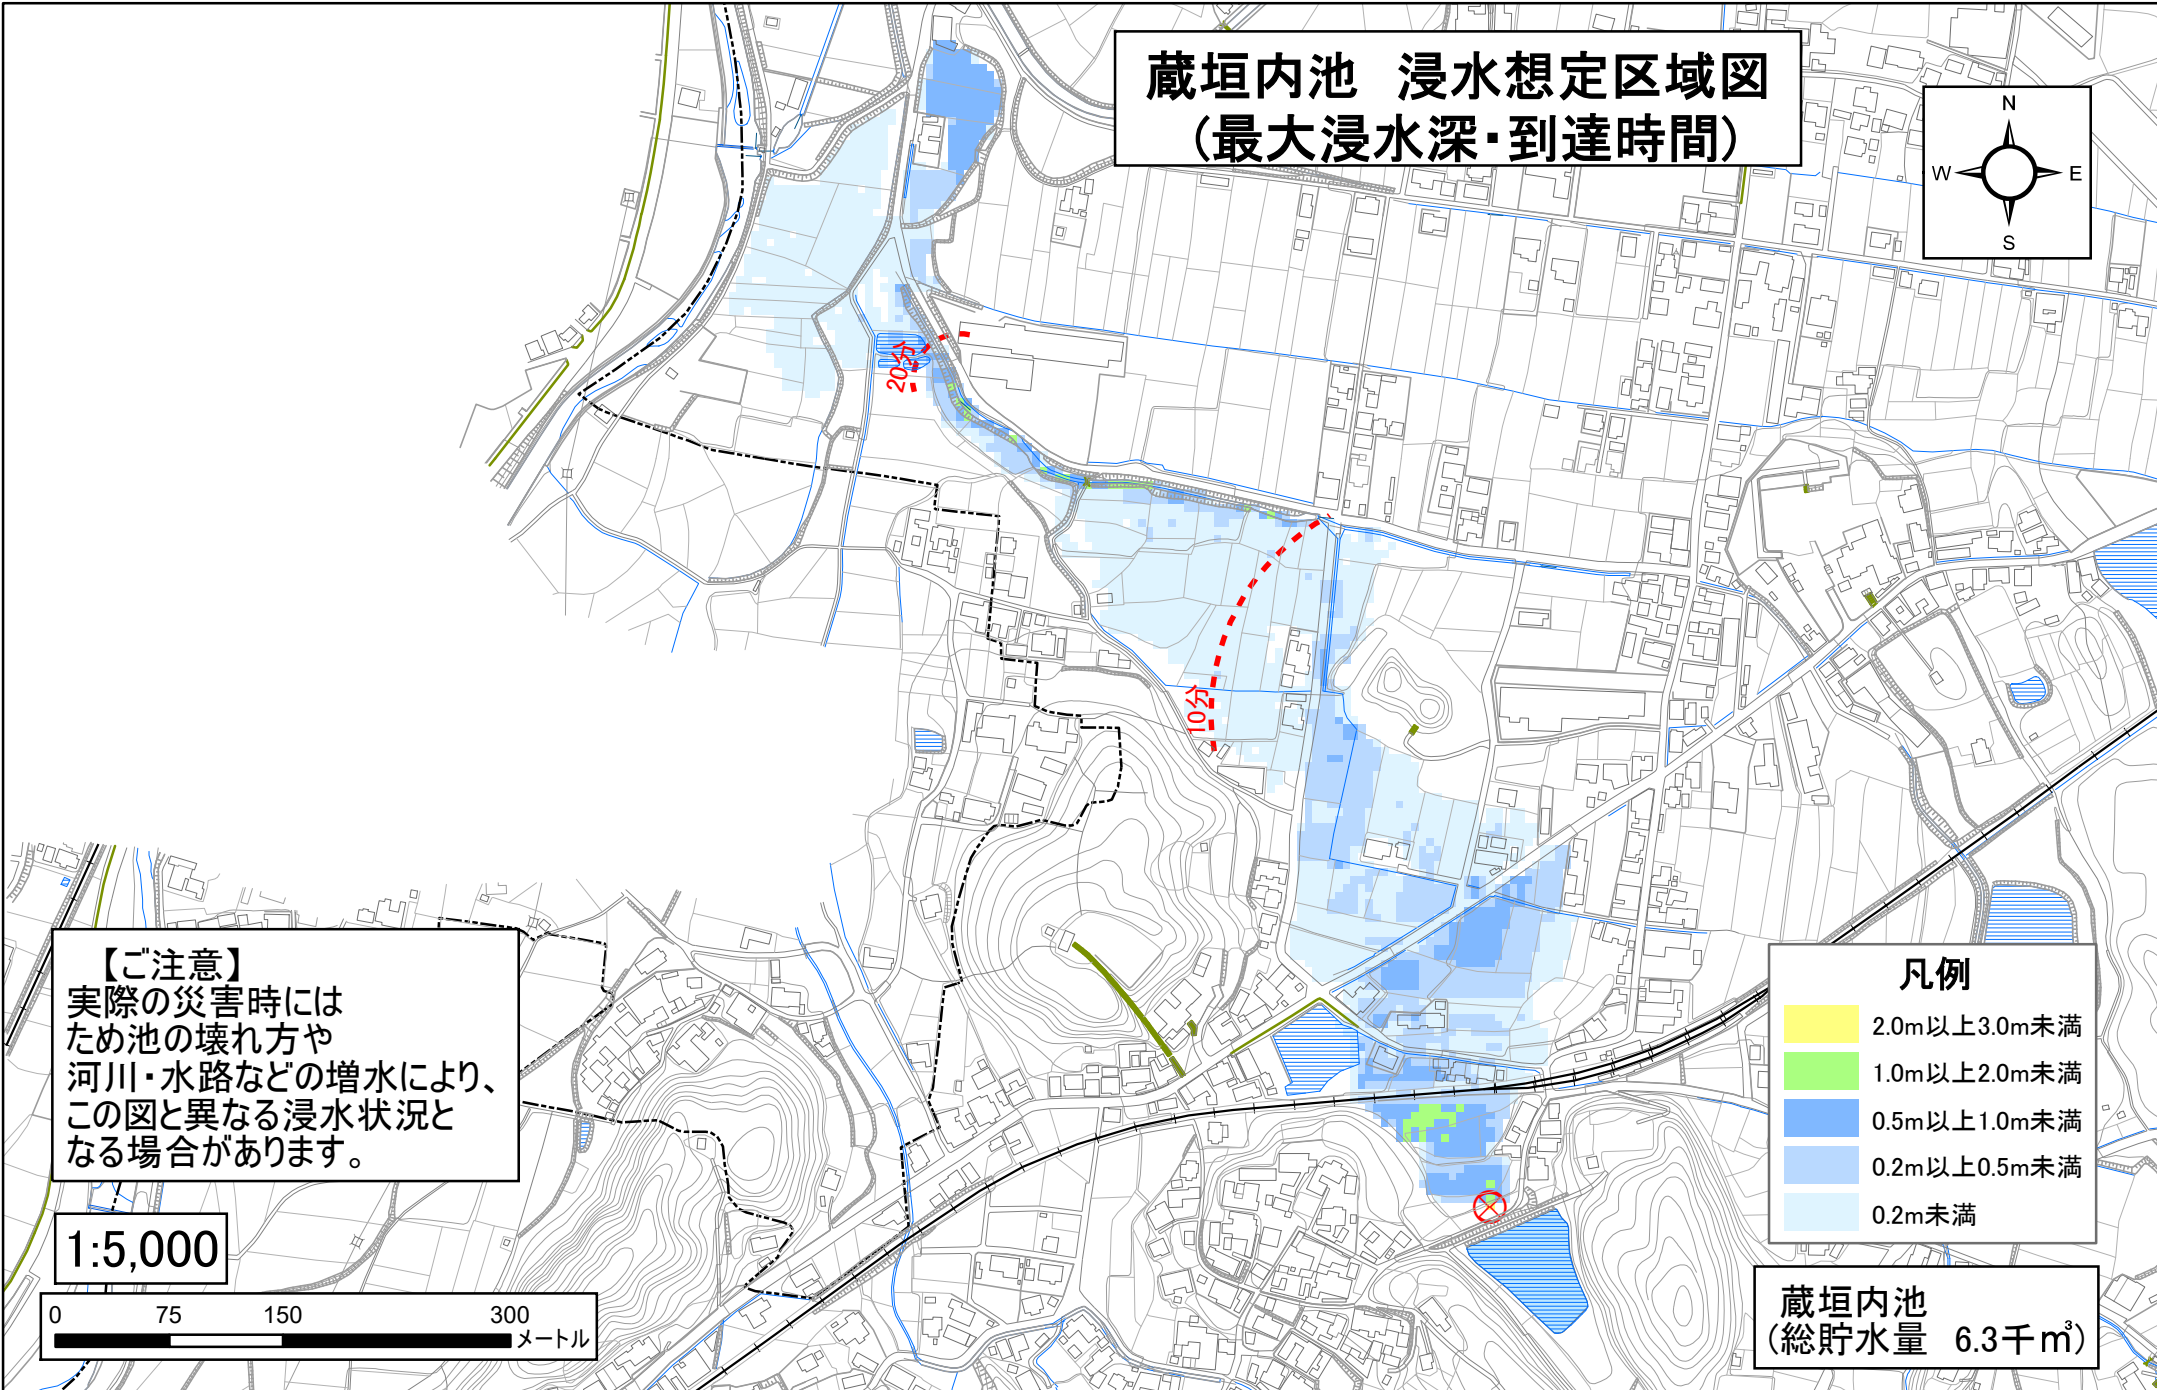 蔵垣内池　浸水想定区域図
(最大浸水深・到達時間)
N
W
E
S
20分
10分
【ご注意】
実際の災害時には
ため池の壊れ方や
河川・水路などの増水により、
この図と異なる浸水状況と
なる場合があります。
1:5,000
0 75 150 300
メートル
凡例
2.0m以上3.0m未満
1.0m以上2.0m未満
0.5m以上1.0m未満
0.2m以上0.5m未満
0.2m未満
蔵垣内池
(総貯水量　6.3千㎥)